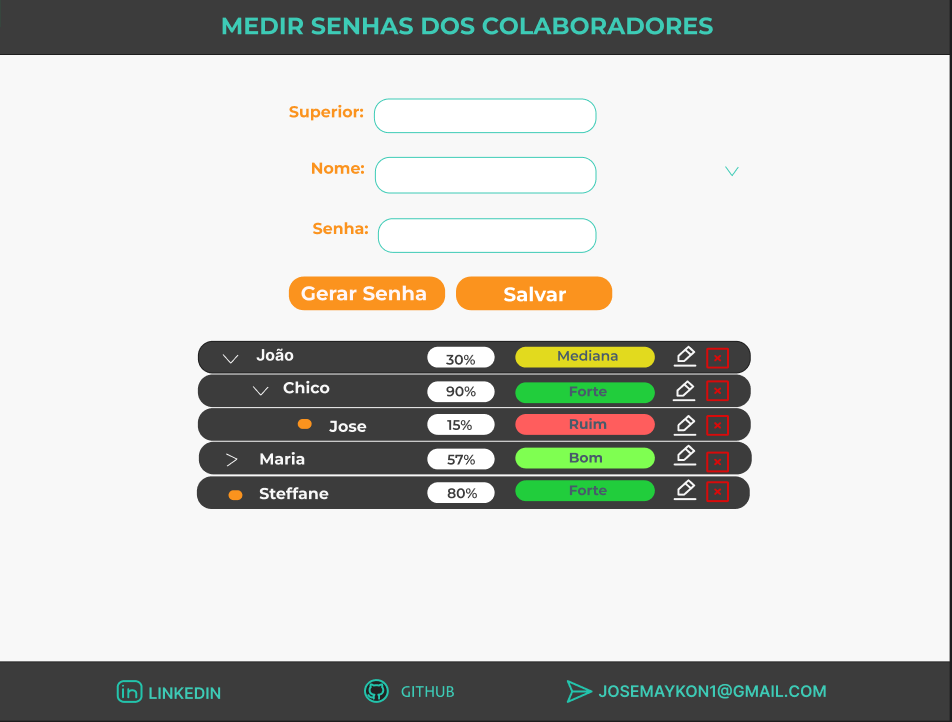 MEDIR SENHAS DOS COLABORADORES
Superior:
Nome:
Senha:
Gerar Senha Salvar
João 30% Mediana
Chico 90% Forte
Jose 15% Ruim
Maria 57% Bom
Steffane 80% Forte
in LINKEDIN GITHUB JOSEMAYKON1@GMAIL.COM